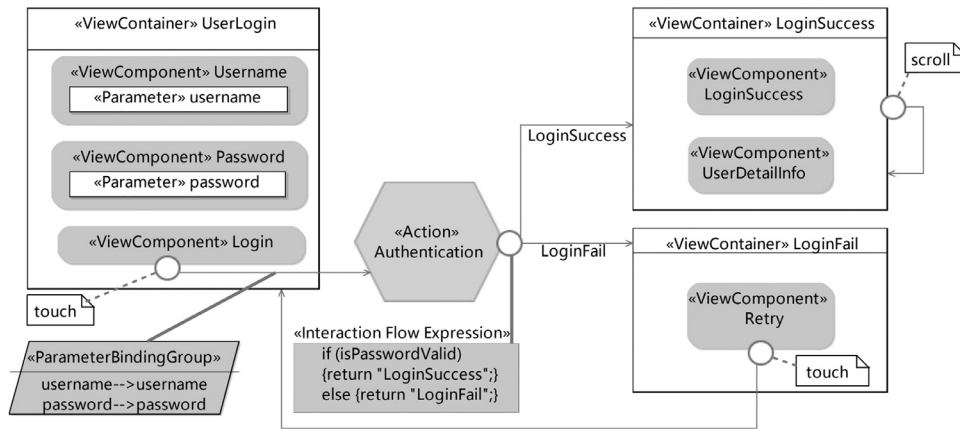 «ViewContainer» UserLogin
«ViewComponent» Username
«Parameter» username
«ViewComponent» Password
«Parameter» password
«ViewComponent» Login
touch
«ParameterBindingGroup»
username-->username
password-->password
«Action»
Authentication
«Interaction Flow Expression»
if (isPasswordValid)
{return "LoginSuccess";}
else {return "LoginFail";}
LoginSuccess
LoginFail
«ViewContainer» LoginSuccess
«ViewComponent»
LoginSuccess
«ViewComponent»
UserDetailInfo
scroll
«ViewContainer» LoginFail
«ViewComponent»
Retry
touch